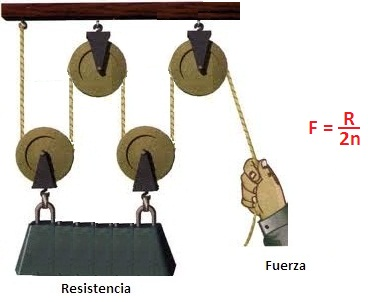 F = R
2n
Fuerza
Resistencia